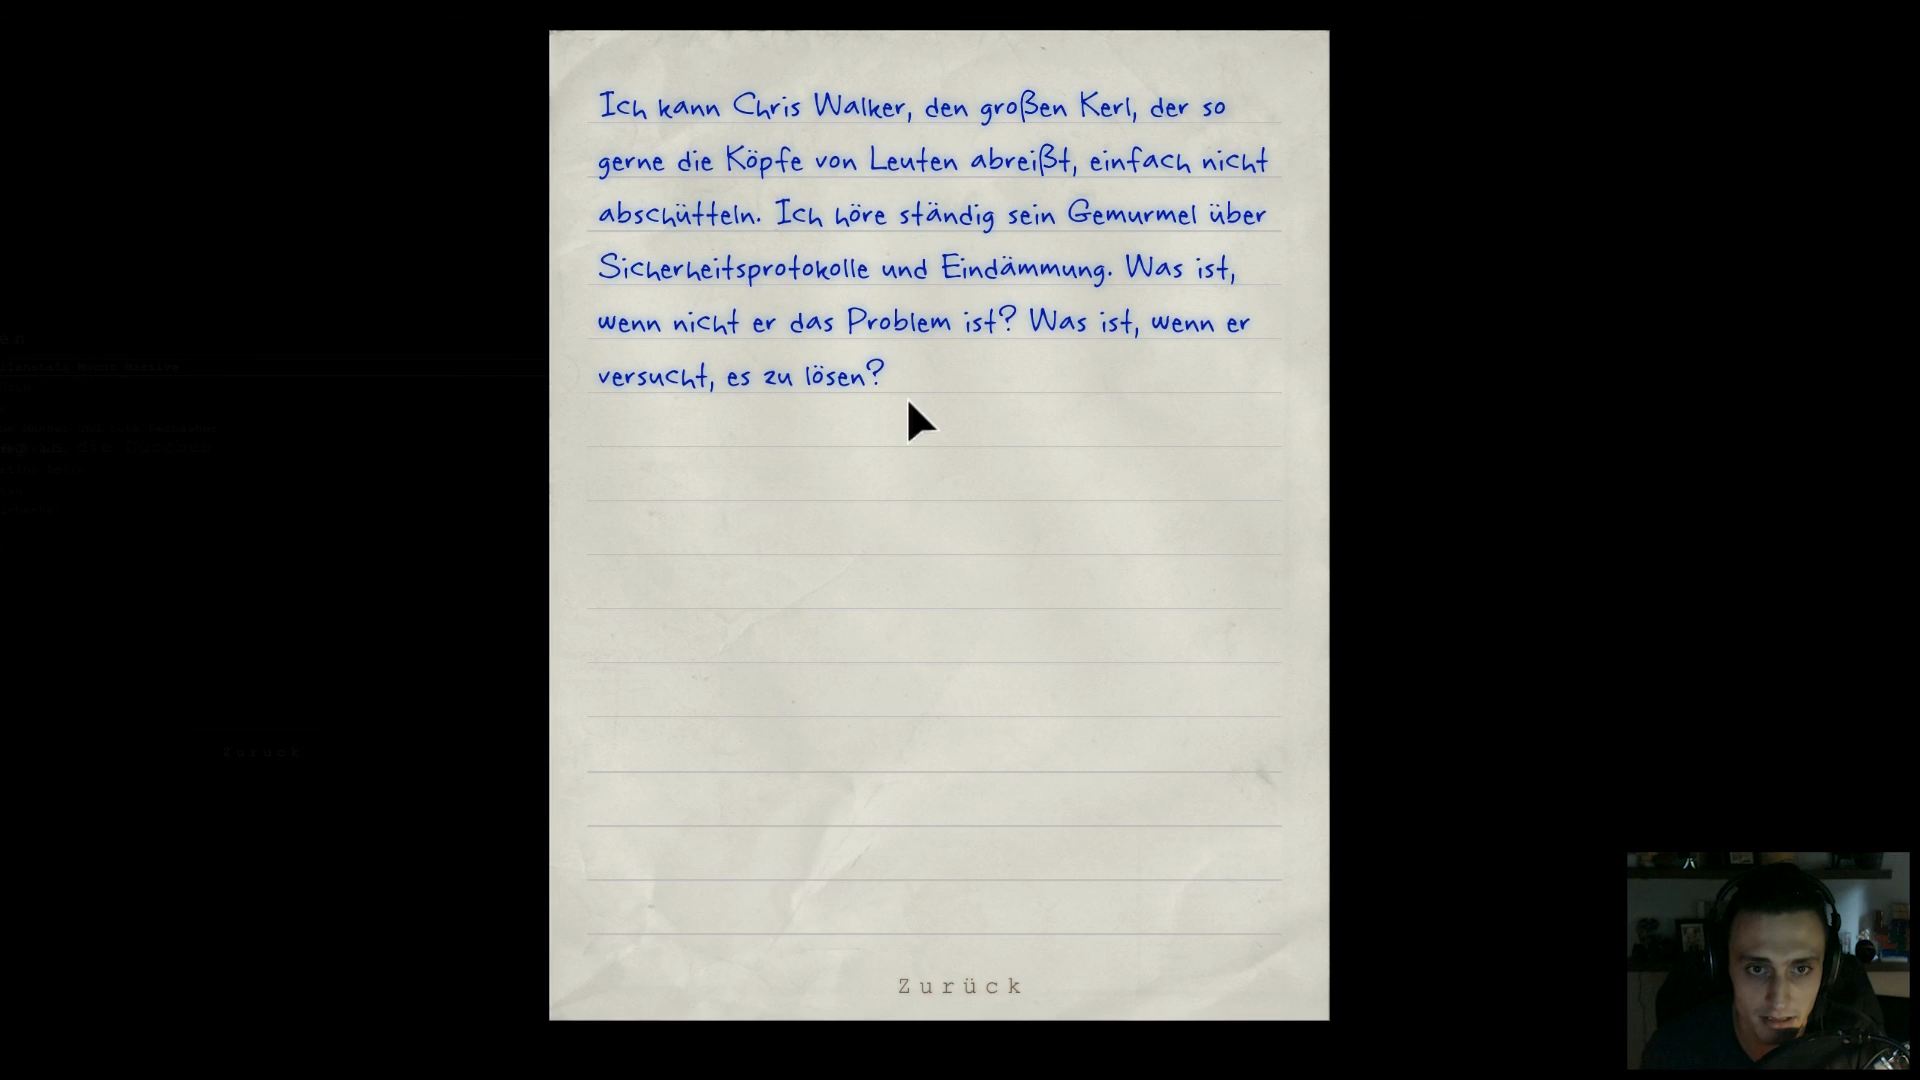 Ich kann Chris Walker, den großen Kerl, der so
gerne die Köpfe von Leuten abreißt, einfach nicht
abschütteln. Ich höre ständig sein Gemurmel über
Sicherheitsprotokolle und Eindämmung. Was ist,
wenn nicht er das Problem ist? Was ist, wenn er
versucht, es zu lösen?
Zurück
Zurück